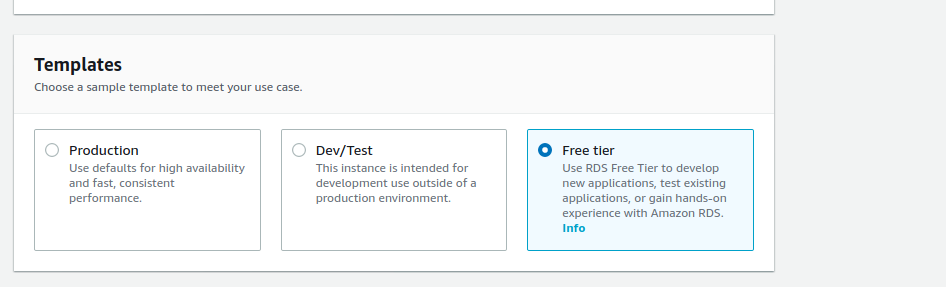 Templates
Choose a sample template to meet your use case.
Production
Use defaults for high availability
and fast, consistent
performance.
Dev/Test
This instance is intended for
development use outside of a
production environment.
Free tier
Use RDS Free Tier to develop
new applications, test existing
applications, or gain hands-on
experience with Amazon RDS.
Info